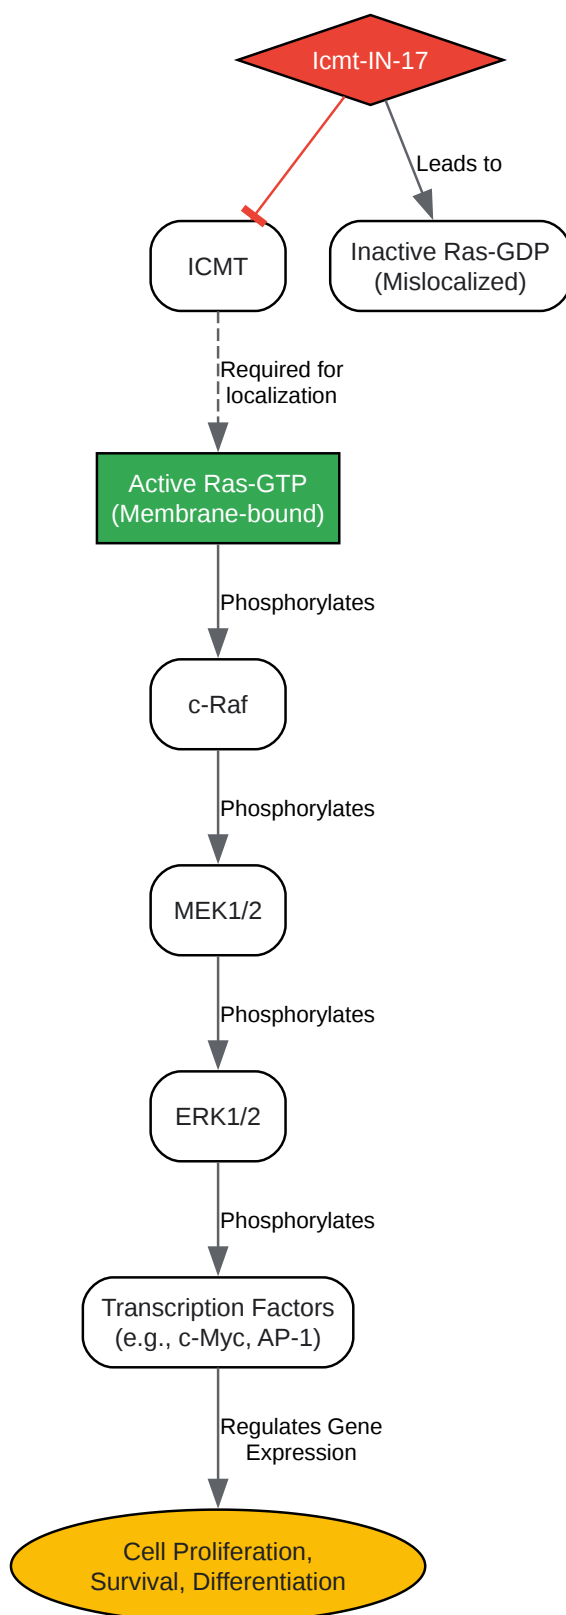 Icmt-IN-17
Leads to
ICMT
Inactive Ras-GDP
(Mislocalized)
Required for
localization
Active Ras-GTP
(Membrane-bound)
Phosphorylates
c-Raf
Phosphorylates
MEK1/2
Phosphorylates
ERK1/2
Phosphorylates
Transcription Factors
(e.g., c-Myc, AP-1)
Regulates Gene
Expression
Cell Proliferation,
Survival, Differentiation